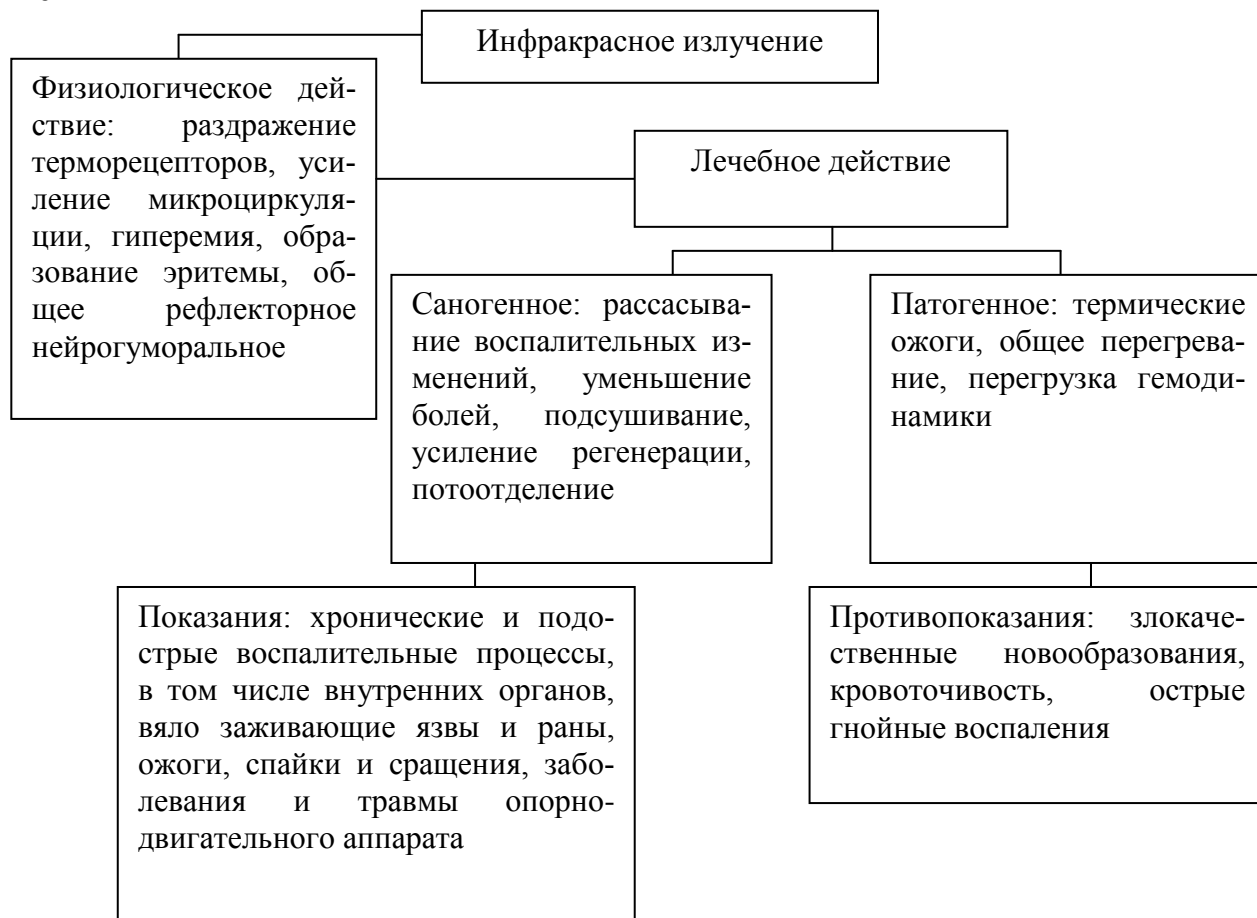 Инфракрасное излучение
Физиологическое дей-
ствие: раздражение
терморецепторов, уси-
ление микроциркуля-
ции, гиперемия, обра-
зование эритемы, об-
щее рефлекторное
нейрогуморальное
Лечебное действие
Саногенное: рассасыва-
ние воспалительных из-
менений, уменьшение
болей, подсушивание,
усиление регенерации,
потоотделение
Патогенное: термические
ожоги, общее перегрева-
ние, перегрузка гемоди-
намики
Показания: хронические и подо-
стрые воспалительные процессы,
в том числе внутренних органов,
вяло заживающие язвы и раны,
ожоги, спайки и сращения, забо-
левания и травмы опорно-
двигательного аппарата
Противопоказания: злокаче-
ственные новообразования,
кровоточивость, острые
гнойные воспаления